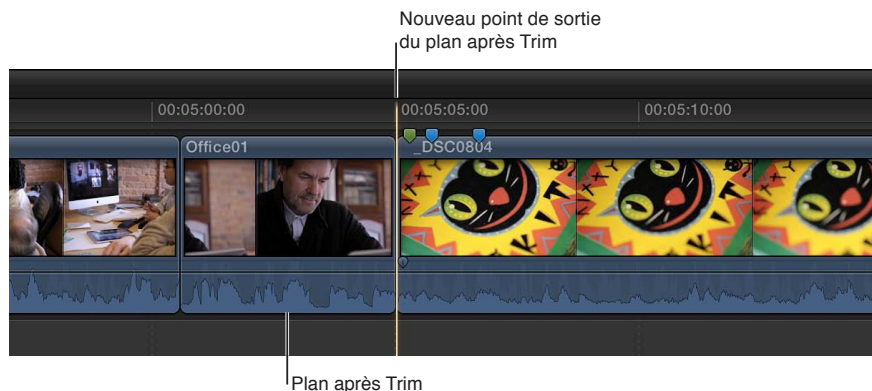 Nouveau point de sortie
du plan après Trim
00:05:00:00
00:05:05:00
00:05:10:00
Office01
_DSC0804
Plan après Trim